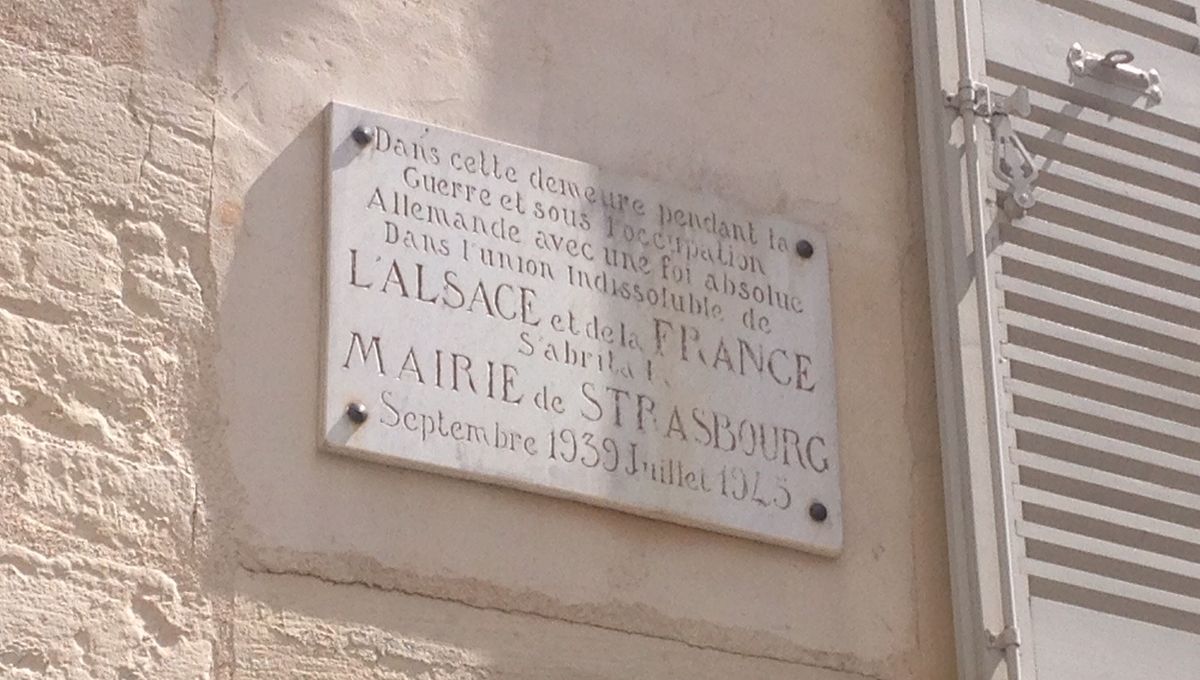 Dans cette demeure pendant la
Guerre et sous l'occupation
Allemande avec une foi absolue
Dans l'union indissoluble de
L'ALSACE et de la FRANCE
S'abrita
MAIRIE de STRASBOURG
Septembre 1939 Juillet 1945